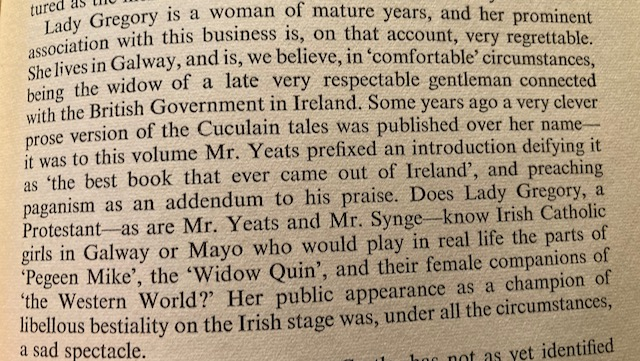 tured as the
Lady Gregory is a woman of mature years, and her prominent
association with this business is, on that account, very regrettable.
She lives in Galway, and is, we believe, in ‘comfortable’ circumstances,
being the widow of a late very respectable gentleman connected
with the British Government in Ireland. Some years ago a very clever
prose version of the Cuculain tales was published over her name—
it was to this volume Mr. Yeats prefixed an introduction deifying it
as ‘the best book that ever came out of Ireland’, and preaching
paganism as an addendum to his praise. Does Lady Gregory, a
Protestant—as are Mr. Yeats and Mr. Synge—know Irish Catholic
girls in Galway or Mayo who would play in real life the parts of
‘Pegeen Mike’, the ‘Widow Quin’, and their female companions of
‘the Western World?’ Her public appearance as a champion of
libellous bestiality on the Irish stage was, under all the circumstances,
a sad spectacle.
has not as yet identified